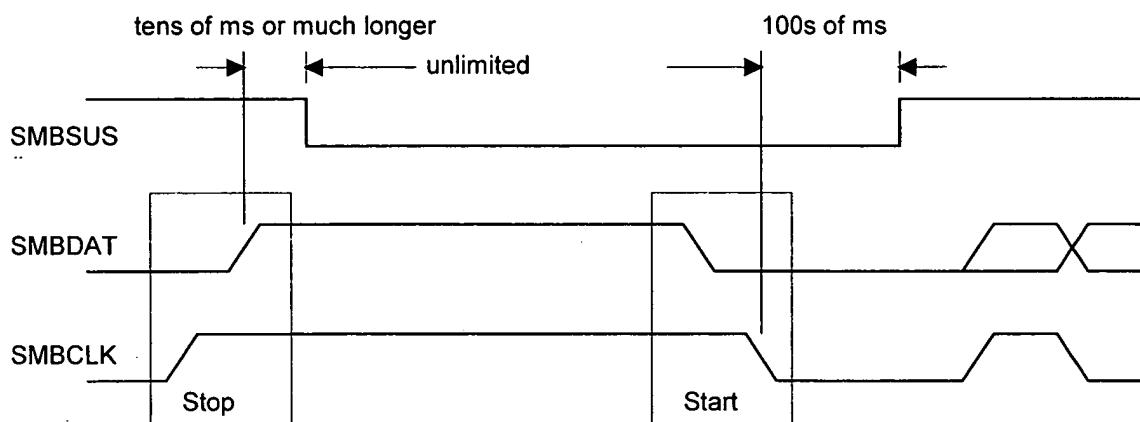 tens of ms or much longer
100s of ms
unlimited
SMBSUS
SMBDAT
SMBCLK
Stop
Start